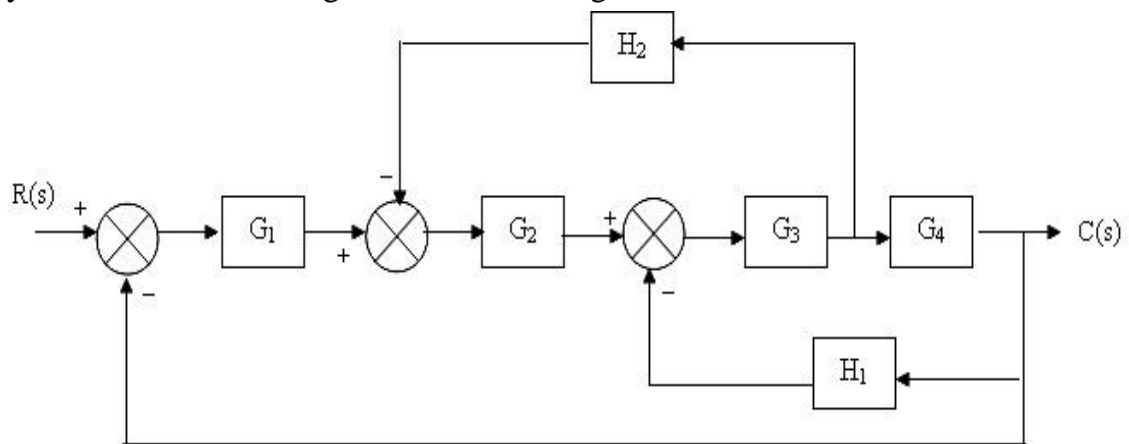 H₂
R(s)
+
−
G₁
+
−
G₂
+
−
G₃
G₄
C(s)
H₁